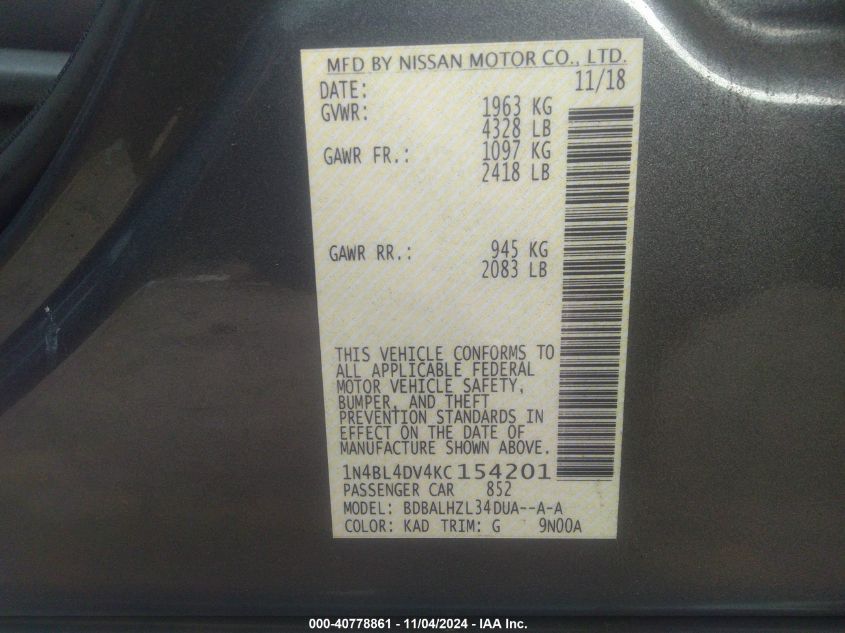 MFD BY NISSAN MOTOR CO., LTD.
DATE: 11/18
GVWR: 1963 KG
4328 LB
GAWR FR.: 1097 KG
2418 LB
GAWR RR.: 945 KG
2083 LB
THIS VEHICLE CONFORMS TO
ALL APPLICABLE FEDERAL
MOTOR VEHICLE SAFETY,
BUMPER, AND THEFT
PREVENTION STANDARDS IN
EFFECT ON THE DATE OF
MANUFACTURE SHOWN ABOVE.
1N4BL4DV4KC154201
PASSENGER CAR 852
MODEL: BDBALHZL34DUA--A-A
COLOR: KAD TRIM: G 9N00A
000-40778861 - 11/04/2024 - IAA Inc.